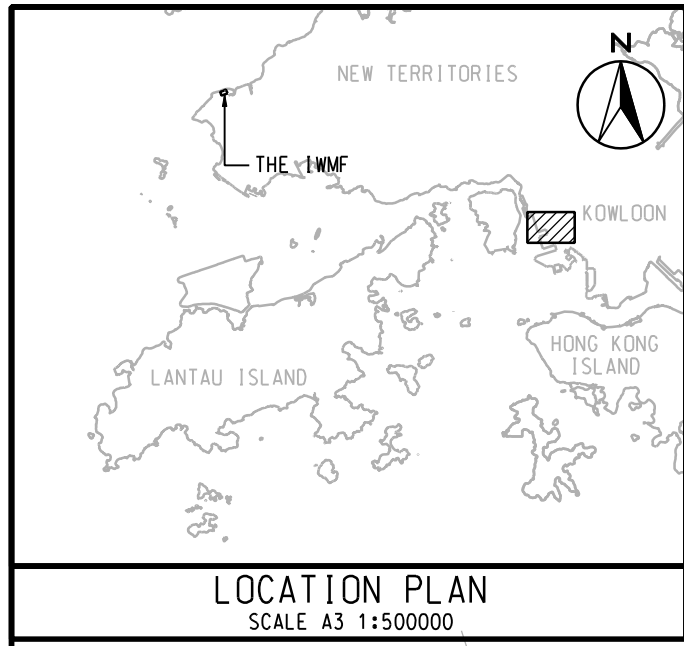 N
NEW TERRITORIES
THE IWMF
KOWLOON
HONG KONG
ISLAND
LANTAU ISLAND
LOCATION PLAN
SCALE A3 1:500000